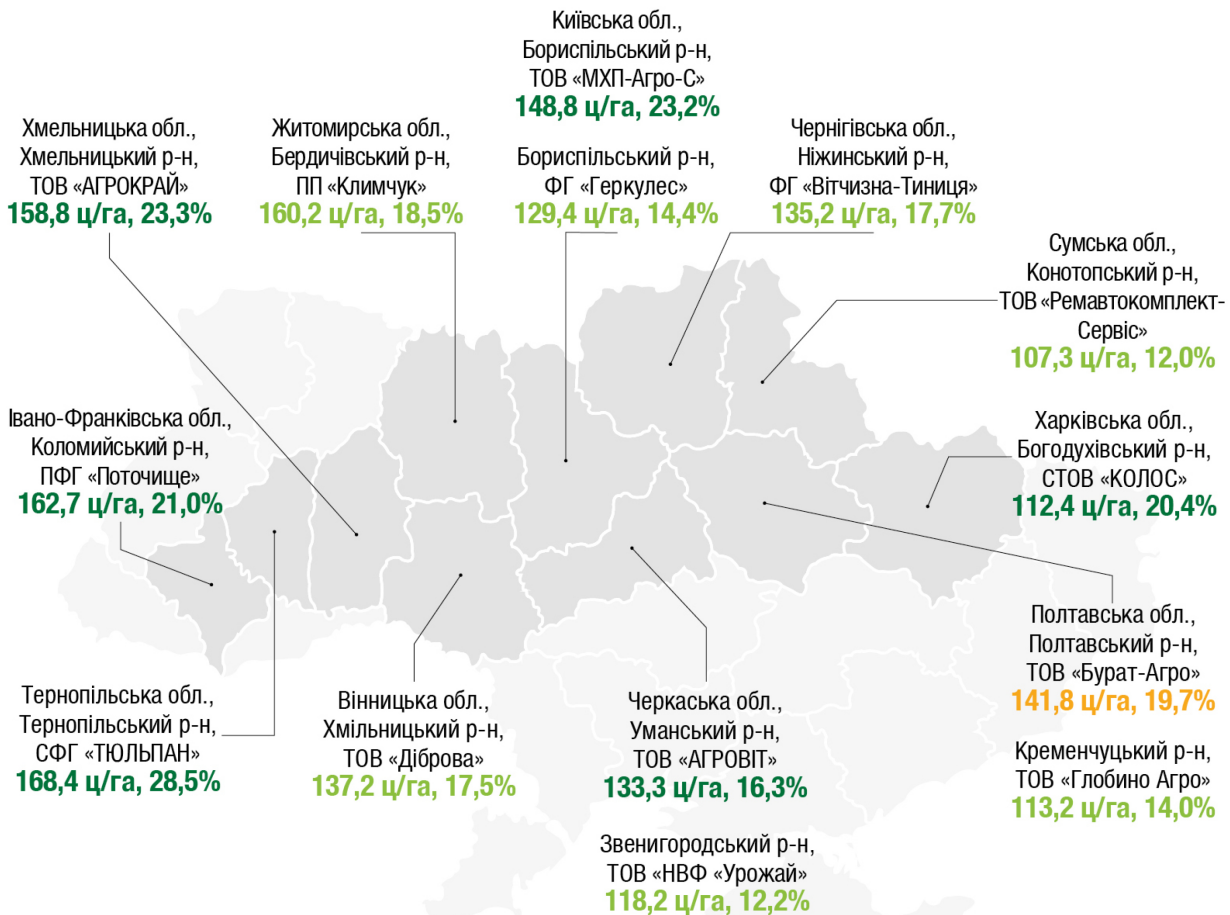 Київська обл.,
Бориспільський р-н,
ТОВ «МХП-Агро-С»
148,8 ц/га, 23,2%
Хмельницька обл.,
Хмельницький р-н,
ТОВ «АГРОКРАЙ»
158,8 ц/га, 23,3%
Житомирська обл.,
Бердичівський р-н,
ПП «Климчук»
160,2 ц/га, 18,5%
Бориспільський р-н,
ФГ «Геркулес»
129,4 ц/га, 14,4%
Чернігівська обл.,
Ніжинський р-н,
ФГ «Вітчизна-Тиниця»
135,2 ц/га, 17,7%
Сумська обл.,
Конотопський р-н,
ТОВ «Ремавтокомплект-
Сервіс»
107,3 ц/га, 12,0%
Івано-Франківська обл.,
Коломийський р-н,
ПФГ «Поточище»
162,7 ц/га, 21,0%
Харківська обл.,
Богодухівський р-н,
СТОВ «КОЛОС»
112,4 ц/га, 20,4%
Тернопільська обл.,
Тернопільський р-н,
СФГ «ТЮЛЬПАН»
168,4 ц/га, 28,5%
Вінницька обл.,
Хмільницький р-н,
ТОВ «Діброва»
137,2 ц/га, 17,5%
Черкаська обл.,
Уманський р-н,
ТОВ «АГРОВІТ»
133,3 ц/га, 16,3%
Звенигородський р-н,
ТОВ «НВФ «Урожай»
118,2 ц/га, 12,2%
Полтавська обл.,
Полтавський р-н,
ТОВ «Бурат-Агро»
141,8 ц/га, 19,7%
Кременчуцький р-н,
ТОВ «Глобино Агро»
113,2 ц/га, 14,0%